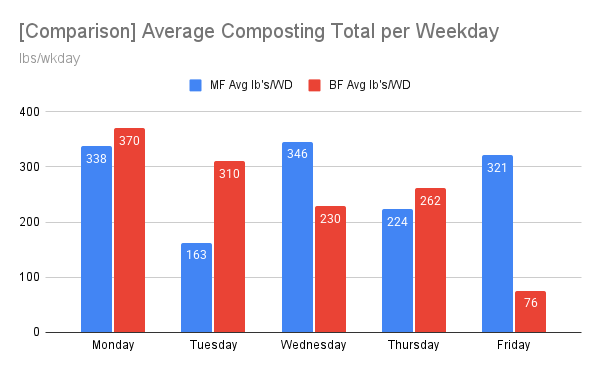 [Comparison] Average Composting Total per Weekday
lbs/wkday
MF Avg lb's/WD BF Avg lb's/WD
400
300
200
100
0
338 370
163 310
346 230
224 262
321 76
Monday Tuesday Wednesday Thursday Friday